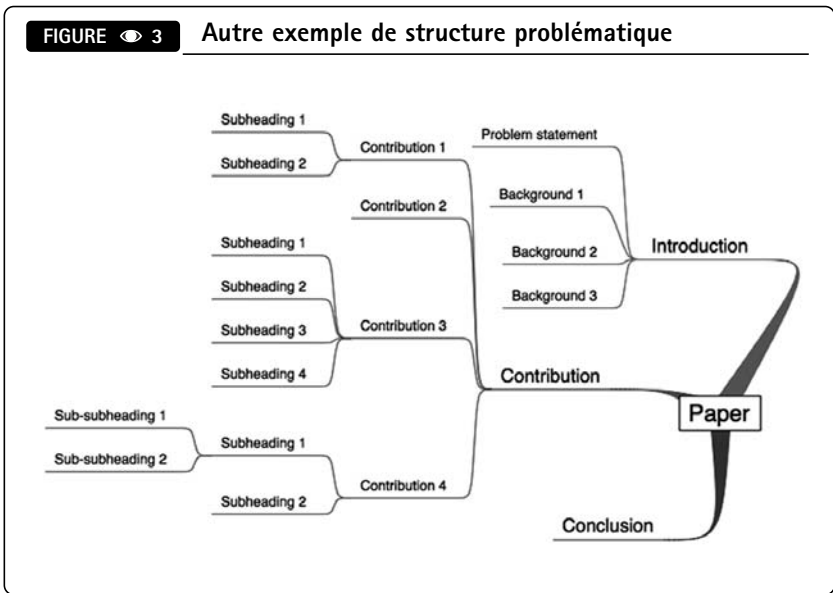 FIGURE 3 Autre exemple de structure problématique
Subheading 1
Subheading 2
Contribution 1
Contribution 2
Subheading 1
Subheading 2
Subheading 3
Subheading 4
Contribution 3
Sub-subheading 1
Sub-subheading 2
Subheading 1
Subheading 2
Contribution 4
Problem statement
Background 1
Background 2
Background 3
Introduction
Contribution
Paper
Conclusion